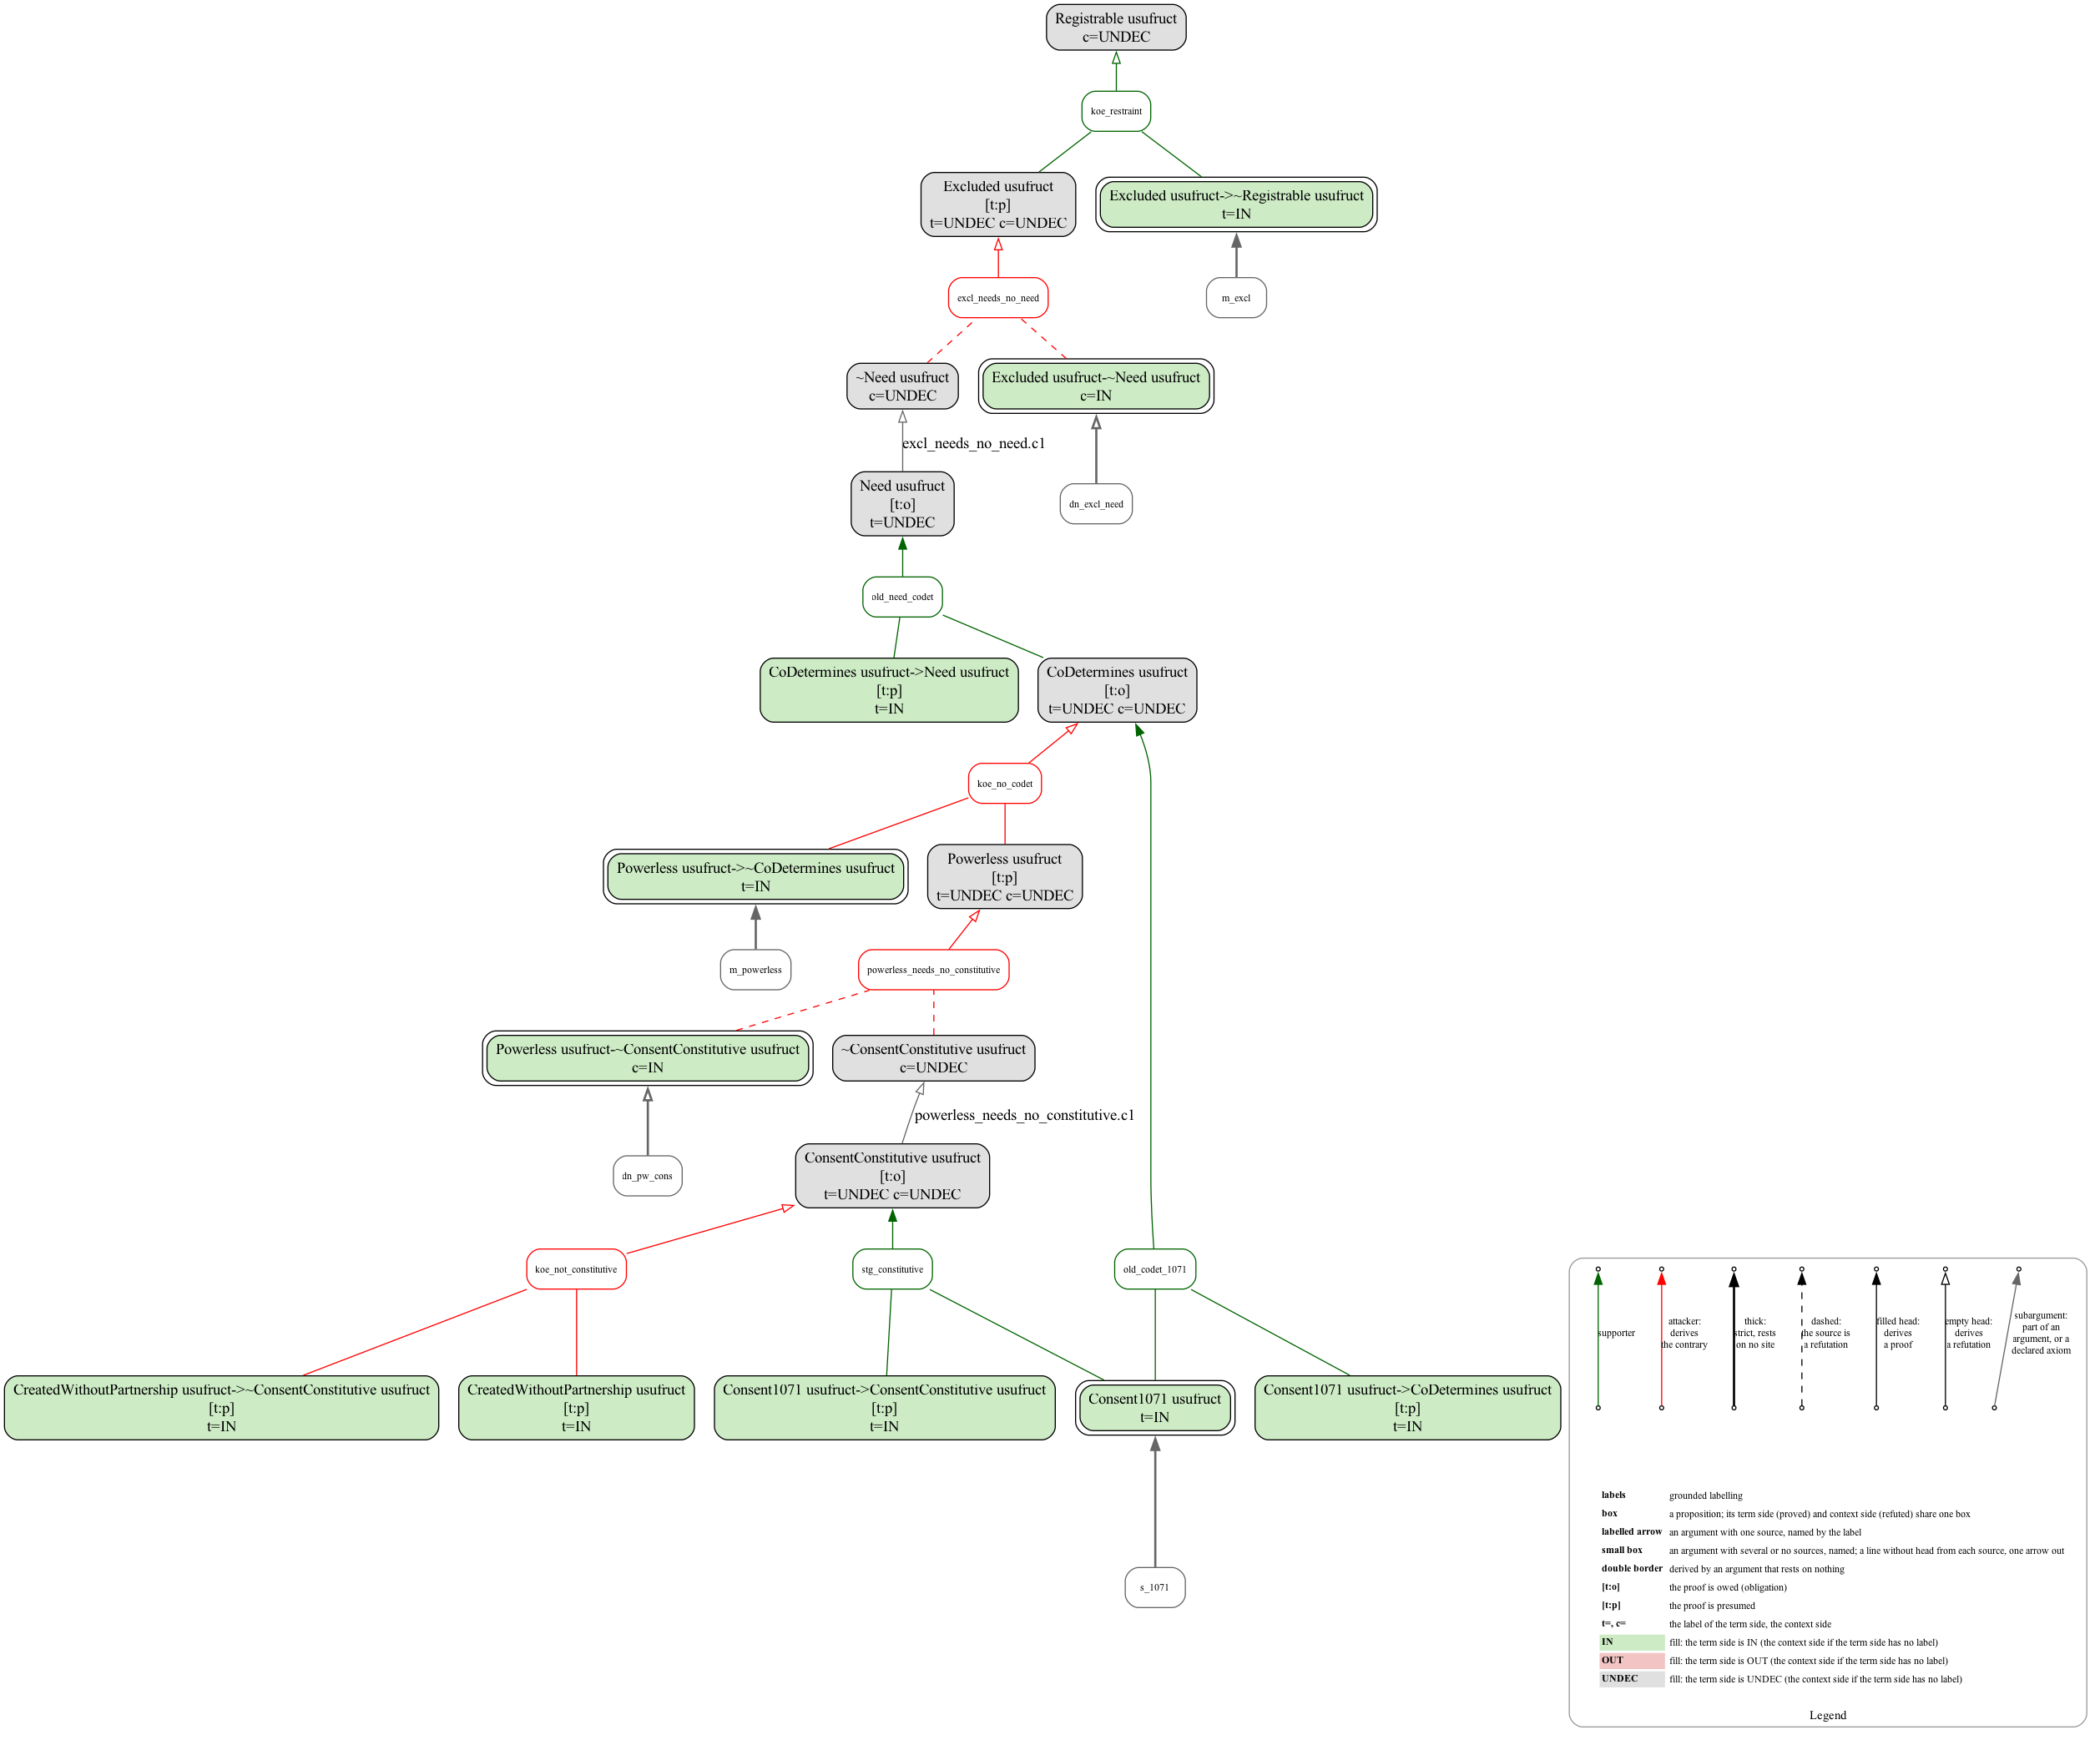 Registrable usufruct
c=UNDEC
koe_restraint
Excluded usufruct
[t:p]
t=UNDEC c=UNDEC
Excluded usufruct->~Registrable usufruct
t=IN
excl_needs_no_need
m_excl
~Need usufruct
c=UNDEC
Excluded usufruct-~Need usufruct
c=IN
excl_needs_no_need.c1
Need usufruct
[t:o]
t=UNDEC
dn_excl_need
old_need_codet
CoDetermines usufruct->Need usufruct
[t:p]
t=IN
CoDetermines usufruct
[t:o]
t=UNDEC c=UNDEC
koe_no_codet
Powerless usufruct->~CoDetermines usufruct
t=IN
Powerless usufruct
[t:p]
t=UNDEC c=UNDEC
m_powerless
powerless_needs_no_constitutive
Powerless usufruct-~ConsentConstitutive usufruct
c=IN
~ConsentConstitutive usufruct
c=UNDEC
powerless_needs_no_constitutive.c1
dn_pw_cons
ConsentConstitutive usufruct
[t:o]
t=UNDEC c=UNDEC
koe_not_constitutive
stg_constitutive
old_codet_1071
CreatedWithoutPartnership usufruct->~ConsentConstitutive usufruct
[t:p]
t=IN
CreatedWithoutPartnership usufruct
[t:p]
t=IN
Consent1071 usufruct->ConsentConstitutive usufruct
[t:p]
t=IN
Consent1071 usufruct
t=IN
Consent1071 usufruct->CoDetermines usufruct
[t:p]
t=IN
s_1071
supporter
attacker:
derives
the contrary
thick:
strict, rests
on no site
dashed:
the source is
a refutation
filled head:
derives
a proof
empty head:
derives
a refutation
subargument:
part of an
argument, or a
declared axiom
labels grounded labelling
box a proposition; its term side (proved) and context side (refuted) share one box
labelled arrow an argument with one source, named by the label
small box an argument with several or no sources, named; a line without head from each source, one arrow out
double border derived by an argument that rests on nothing
[t:o] the proof is owed (obligation)
[t:p] the proof is presumed
t=, c= the label of the term side, the context side
IN fill: the term side is IN (the context side if the term side has no label)
OUT fill: the term side is OUT (the context side if the term side has no label)
UNDEC fill: the term side is UNDEC (the context side if the term side has no label)
Legend